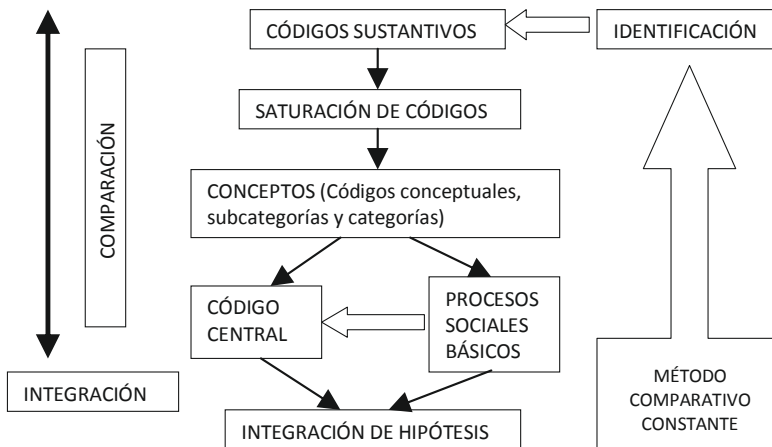 CÓDIGOS SUSTANTIVOS
IDENTIFICACIÓN
SATURACIÓN DE CÓDIGOS
COMPARACIÓN
CONCEPTOS (Códigos conceptuales,
subcategorías y categorías)
CÓDIGO
CENTRAL
PROCESOS
SOCIALES
BÁSICOS
INTEGRACIÓN
MÉTODO
COMPARATIVO
CONSTANTE
INTEGRACIÓN DE HIPÓTESIS